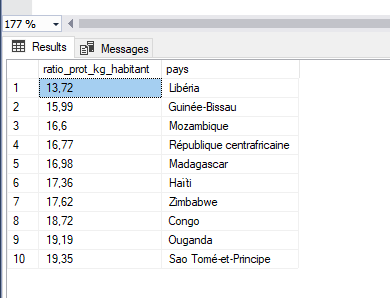 177 %
Results Messages
ratio_prot_kg_habitant pays
1 13,72 Libéria
2 15,99 Guinée-Bissau
3 16,6 Mozambique
4 16,77 République centrafricaine
5 16,98 Madagascar
6 17,36 Haïti
7 17,62 Zimbabwe
8 18,72 Congo
9 19,19 Ouganda
10 19,35 Sao Tomé-et-Principe